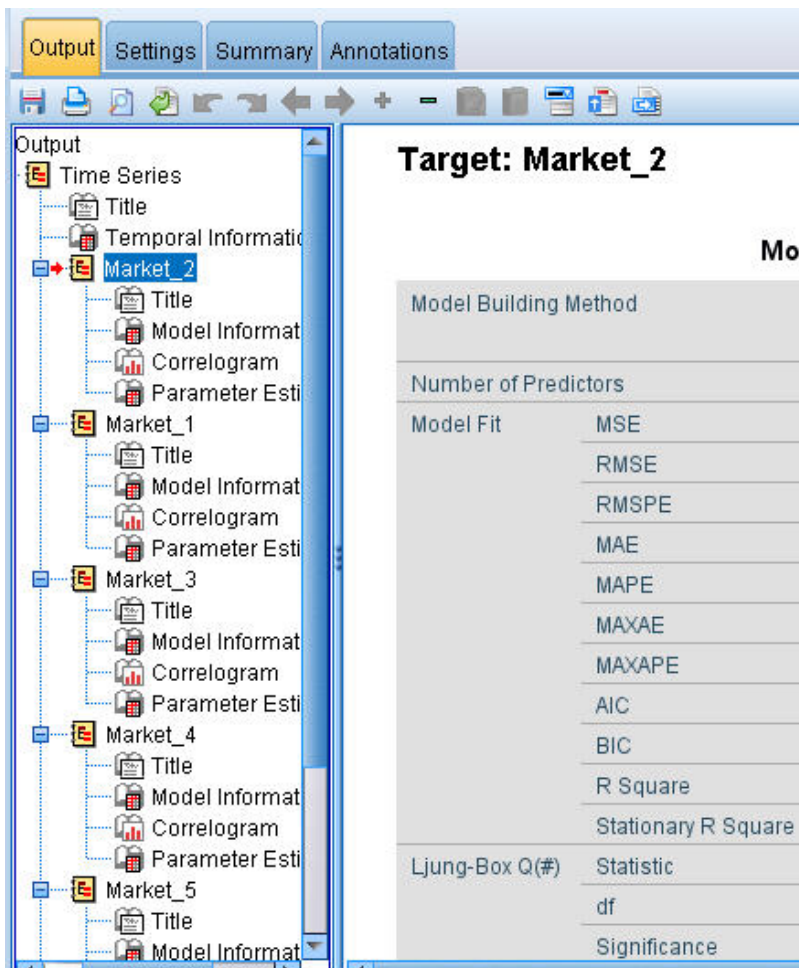 Output Settings Summary Annotations
Output
Time Series
Title
Temporal Informatic
Market_2
Title
Model Informat
Correlogram
Parameter Esti
Market_1
Title
Model Informat
Correlogram
Parameter Esti
Market_3
Title
Model Informat
Correlogram
Parameter Esti
Market_4
Title
Model Informat
Correlogram
Parameter Esti
Market_5
Title
Model Informat
Target: Market_2
Mo
Model Building Method
Number of Predictors
Model Fit MSE
RMSE
RMSPE
MAE
MAPE
MAXAE
MAXAPE
AIC
BIC
R Square
Stationary R Square
Ljung-Box Q(#) Statistic
df
Significance